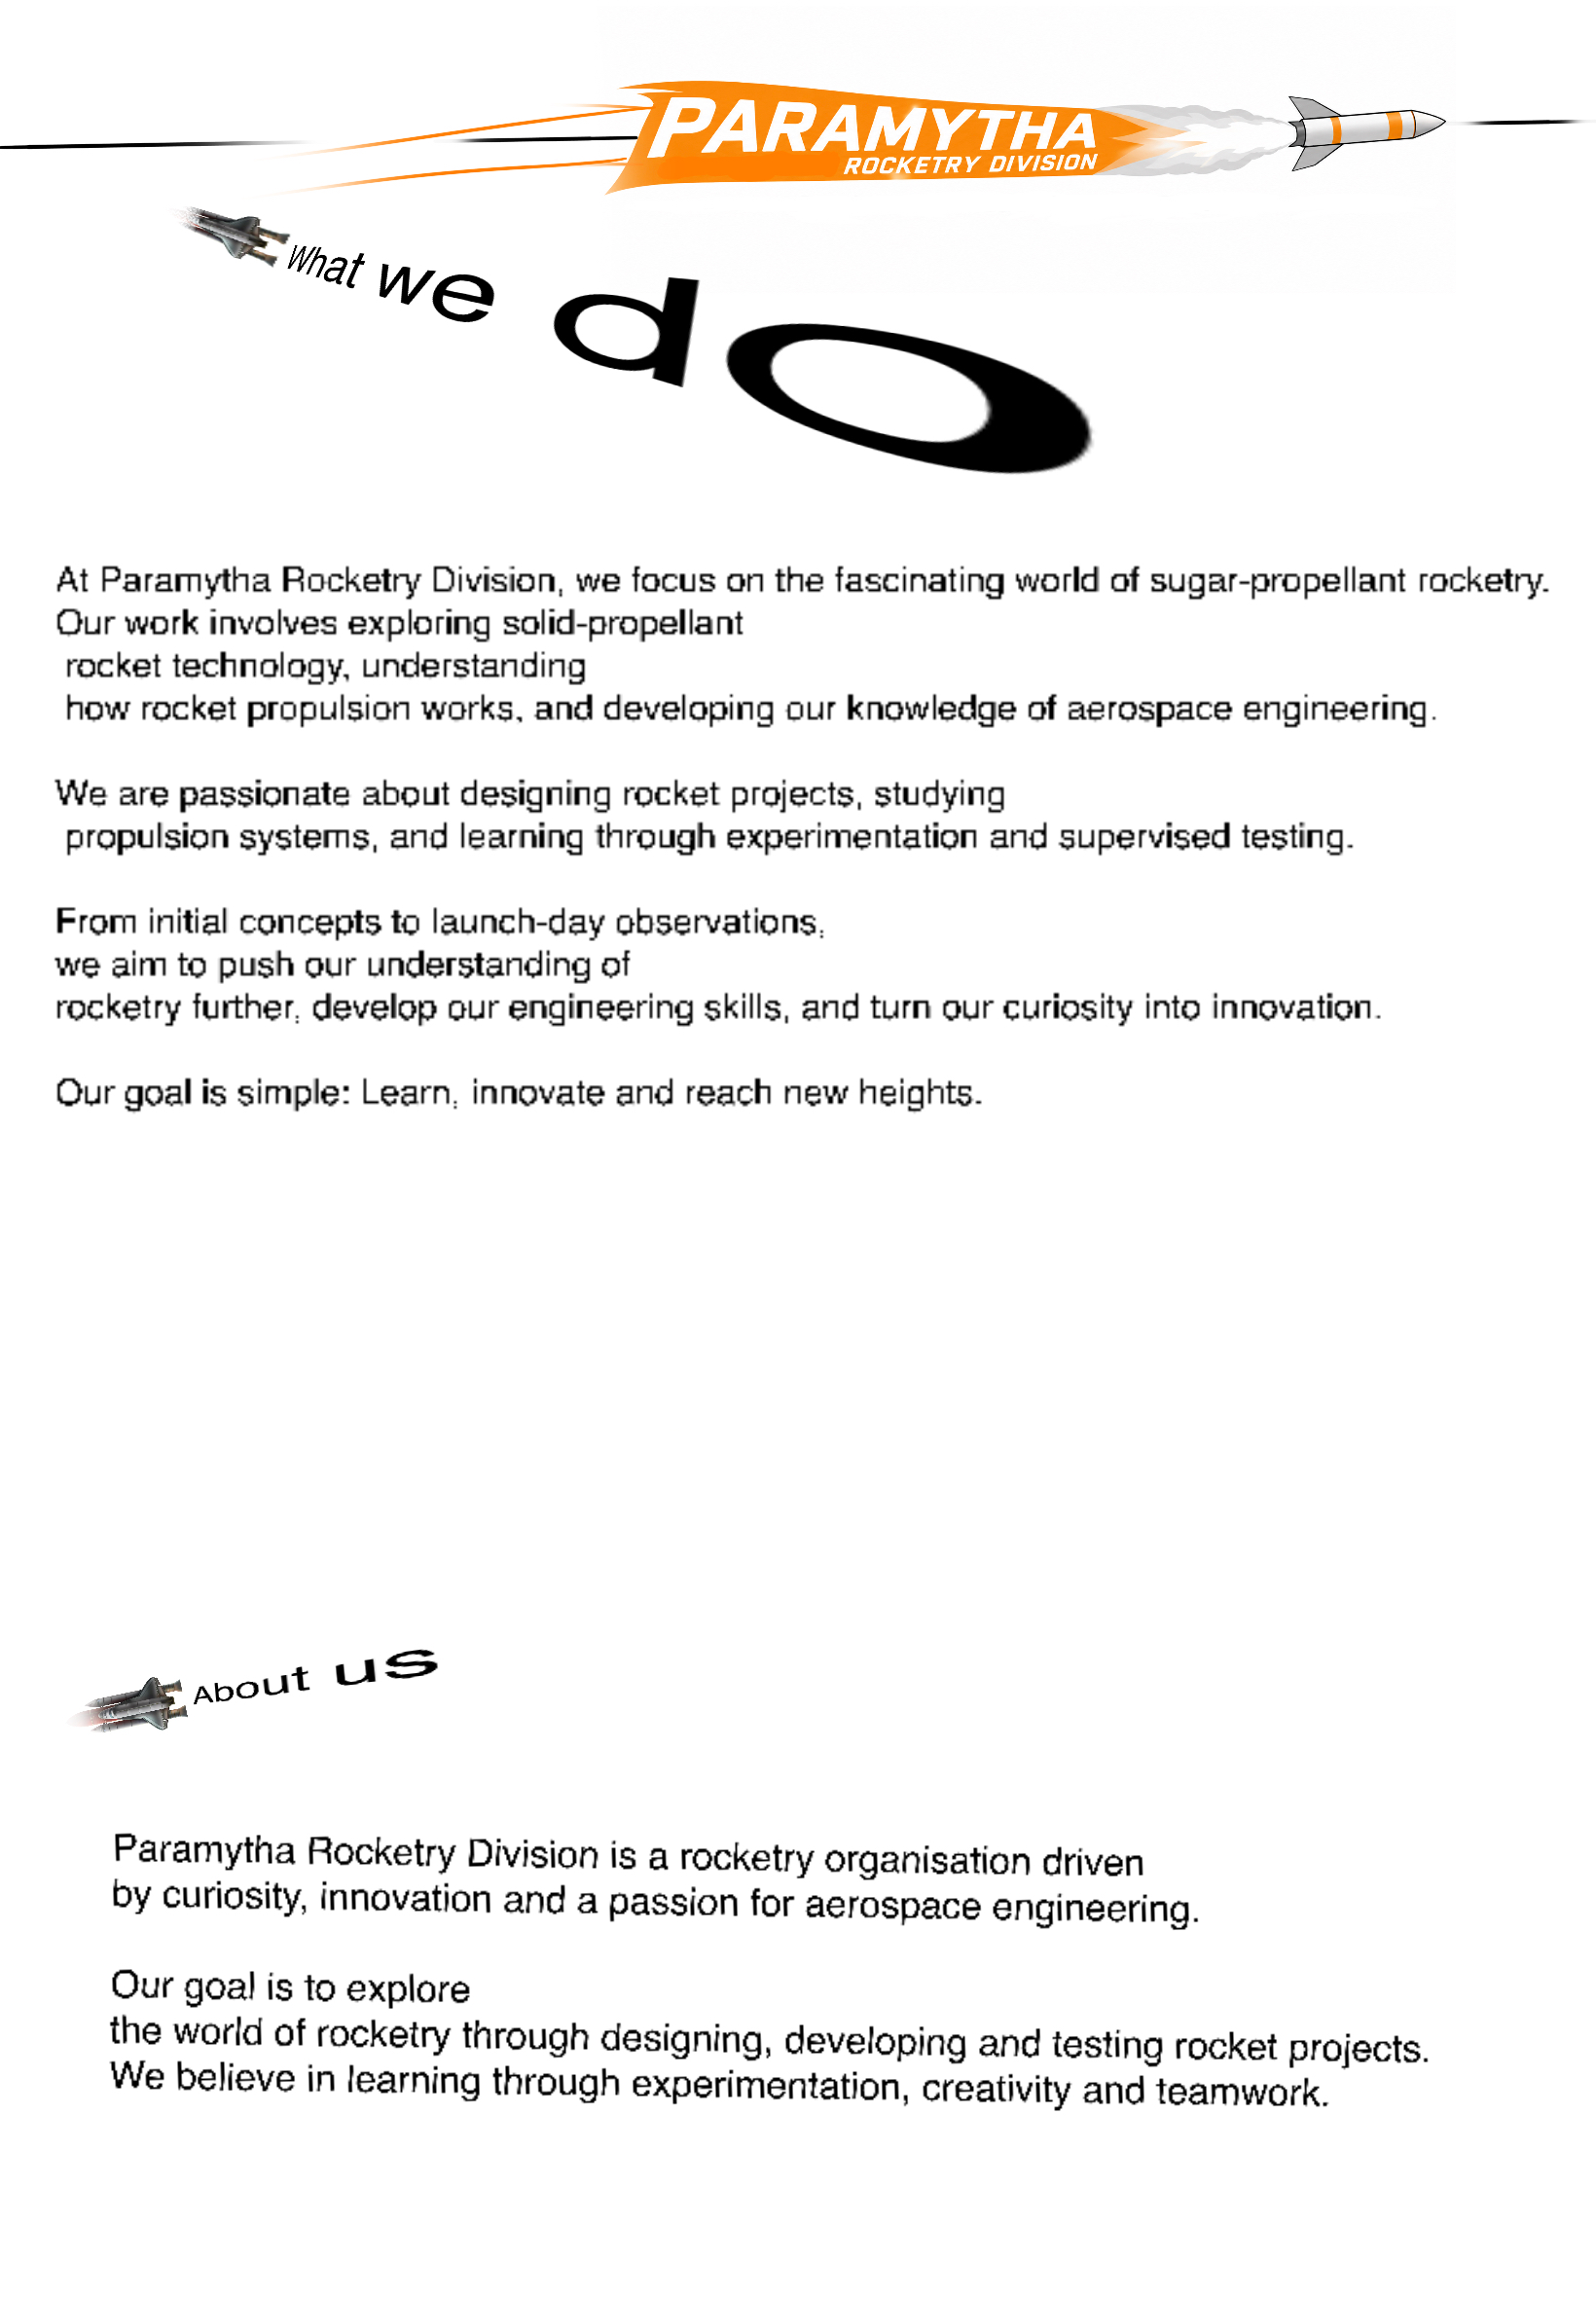 PARAMYTHA
ROCKETRY DIVISION
What we do
At Paramytha Rocketry Division, we focus on the fascinating world of sugar-propellant rocketry.
Our work involves exploring solid-propellant
rocket technology, understanding
how rocket propulsion works, and developing our knowledge of aerospace engineering.
We are passionate about designing rocket projects, studying
propulsion systems, and learning through experimentation and supervised testing.
From initial concepts to launch-day observations,
we aim to push our understanding of
rocketry further, develop our engineering skills, and turn our curiosity into innovation.
Our goal is simple: Learn, innovate and reach new heights.
About us
Paramytha Rocketry Division is a rocketry organisation driven
by curiosity, innovation and a passion for aerospace engineering.
Our goal is to explore
the world of rocketry through designing, developing and testing rocket projects.
We believe in learning through experimentation, creativity and teamwork.